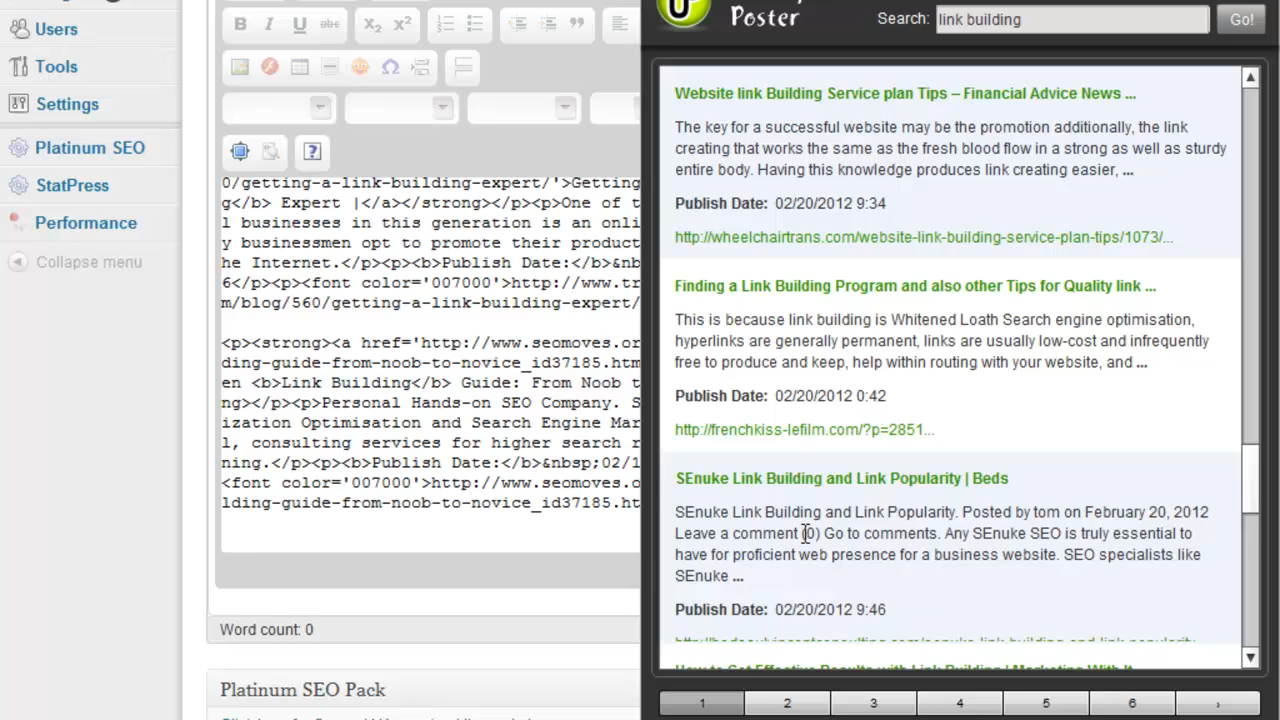 Users
Tools
Settings
Platinum SEO
StatPress
Performance
Collapse menu
B I U abc X₂ X²
0/getting-a-link-building-expert/'>Getting
g</b> Expert |</a></strong></p><p>One of t
l businesses in this generation is an onli
y businessmen opt to promote their product
he Internet.</p><p><b>Publish Date:</b>&nb
6</p><p><font color='007000'>http://www.tr
m/blog/560/getting-a-link-building-expert/
<p><strong><a href='http://www.seomoves.or
ding-guide-from-noob-to-novice_id37185.htm
en <b>Link Building</b> Guide: From Noob t
ng></p><p>Personal Hands-on SEO Company. S
ization Optimisation and Search Engine Mar
l, consulting services for higher search r
ning.</p><p><b>Publish Date:</b>&nbsp;02/1
<font color='007000'>http://www.seomoves.o
lding-guide-from-noob-to-novice_id37185.ht
Word count: 0
Platinum SEO Pack
Poster
Search: link building Go!
Website link Building Service plan Tips – Financial Advice News ...
The key for a successful website may be the promotion additionally, the link
creating that works the same as the fresh blood flow in a strong as well as sturdy
entire body. Having this knowledge produces link creating easier, ...
Publish Date: 02/20/2012 9:34
http://wheelchairtrans.com/website-link-building-service-plan-tips/1073/...
Finding a Link Building Program and also other Tips for Quality link ...
This is because link building is Whitened Loath Search engine optimisation,
hyperlinks are generally permanent, links are usually low-cost and infrequently
free to produce and keep, help within routing with your website, and ...
Publish Date: 02/20/2012 0:42
http://frenchkiss-lefilm.com/?p=2851...
SEnuke Link Building and Link Popularity | Beds
SEnuke Link Building and Link Popularity. Posted by tom on February 20, 2012
Leave a comment (0) Go to comments. Any SEnuke SEO is truly essential to
have for proficient web presence for a business website. SEO specialists like
SEnuke ...
Publish Date: 02/20/2012 9:46
How to Get Effective Results with Link Building | Marketing With It
1 2 3 4 5 6 ›